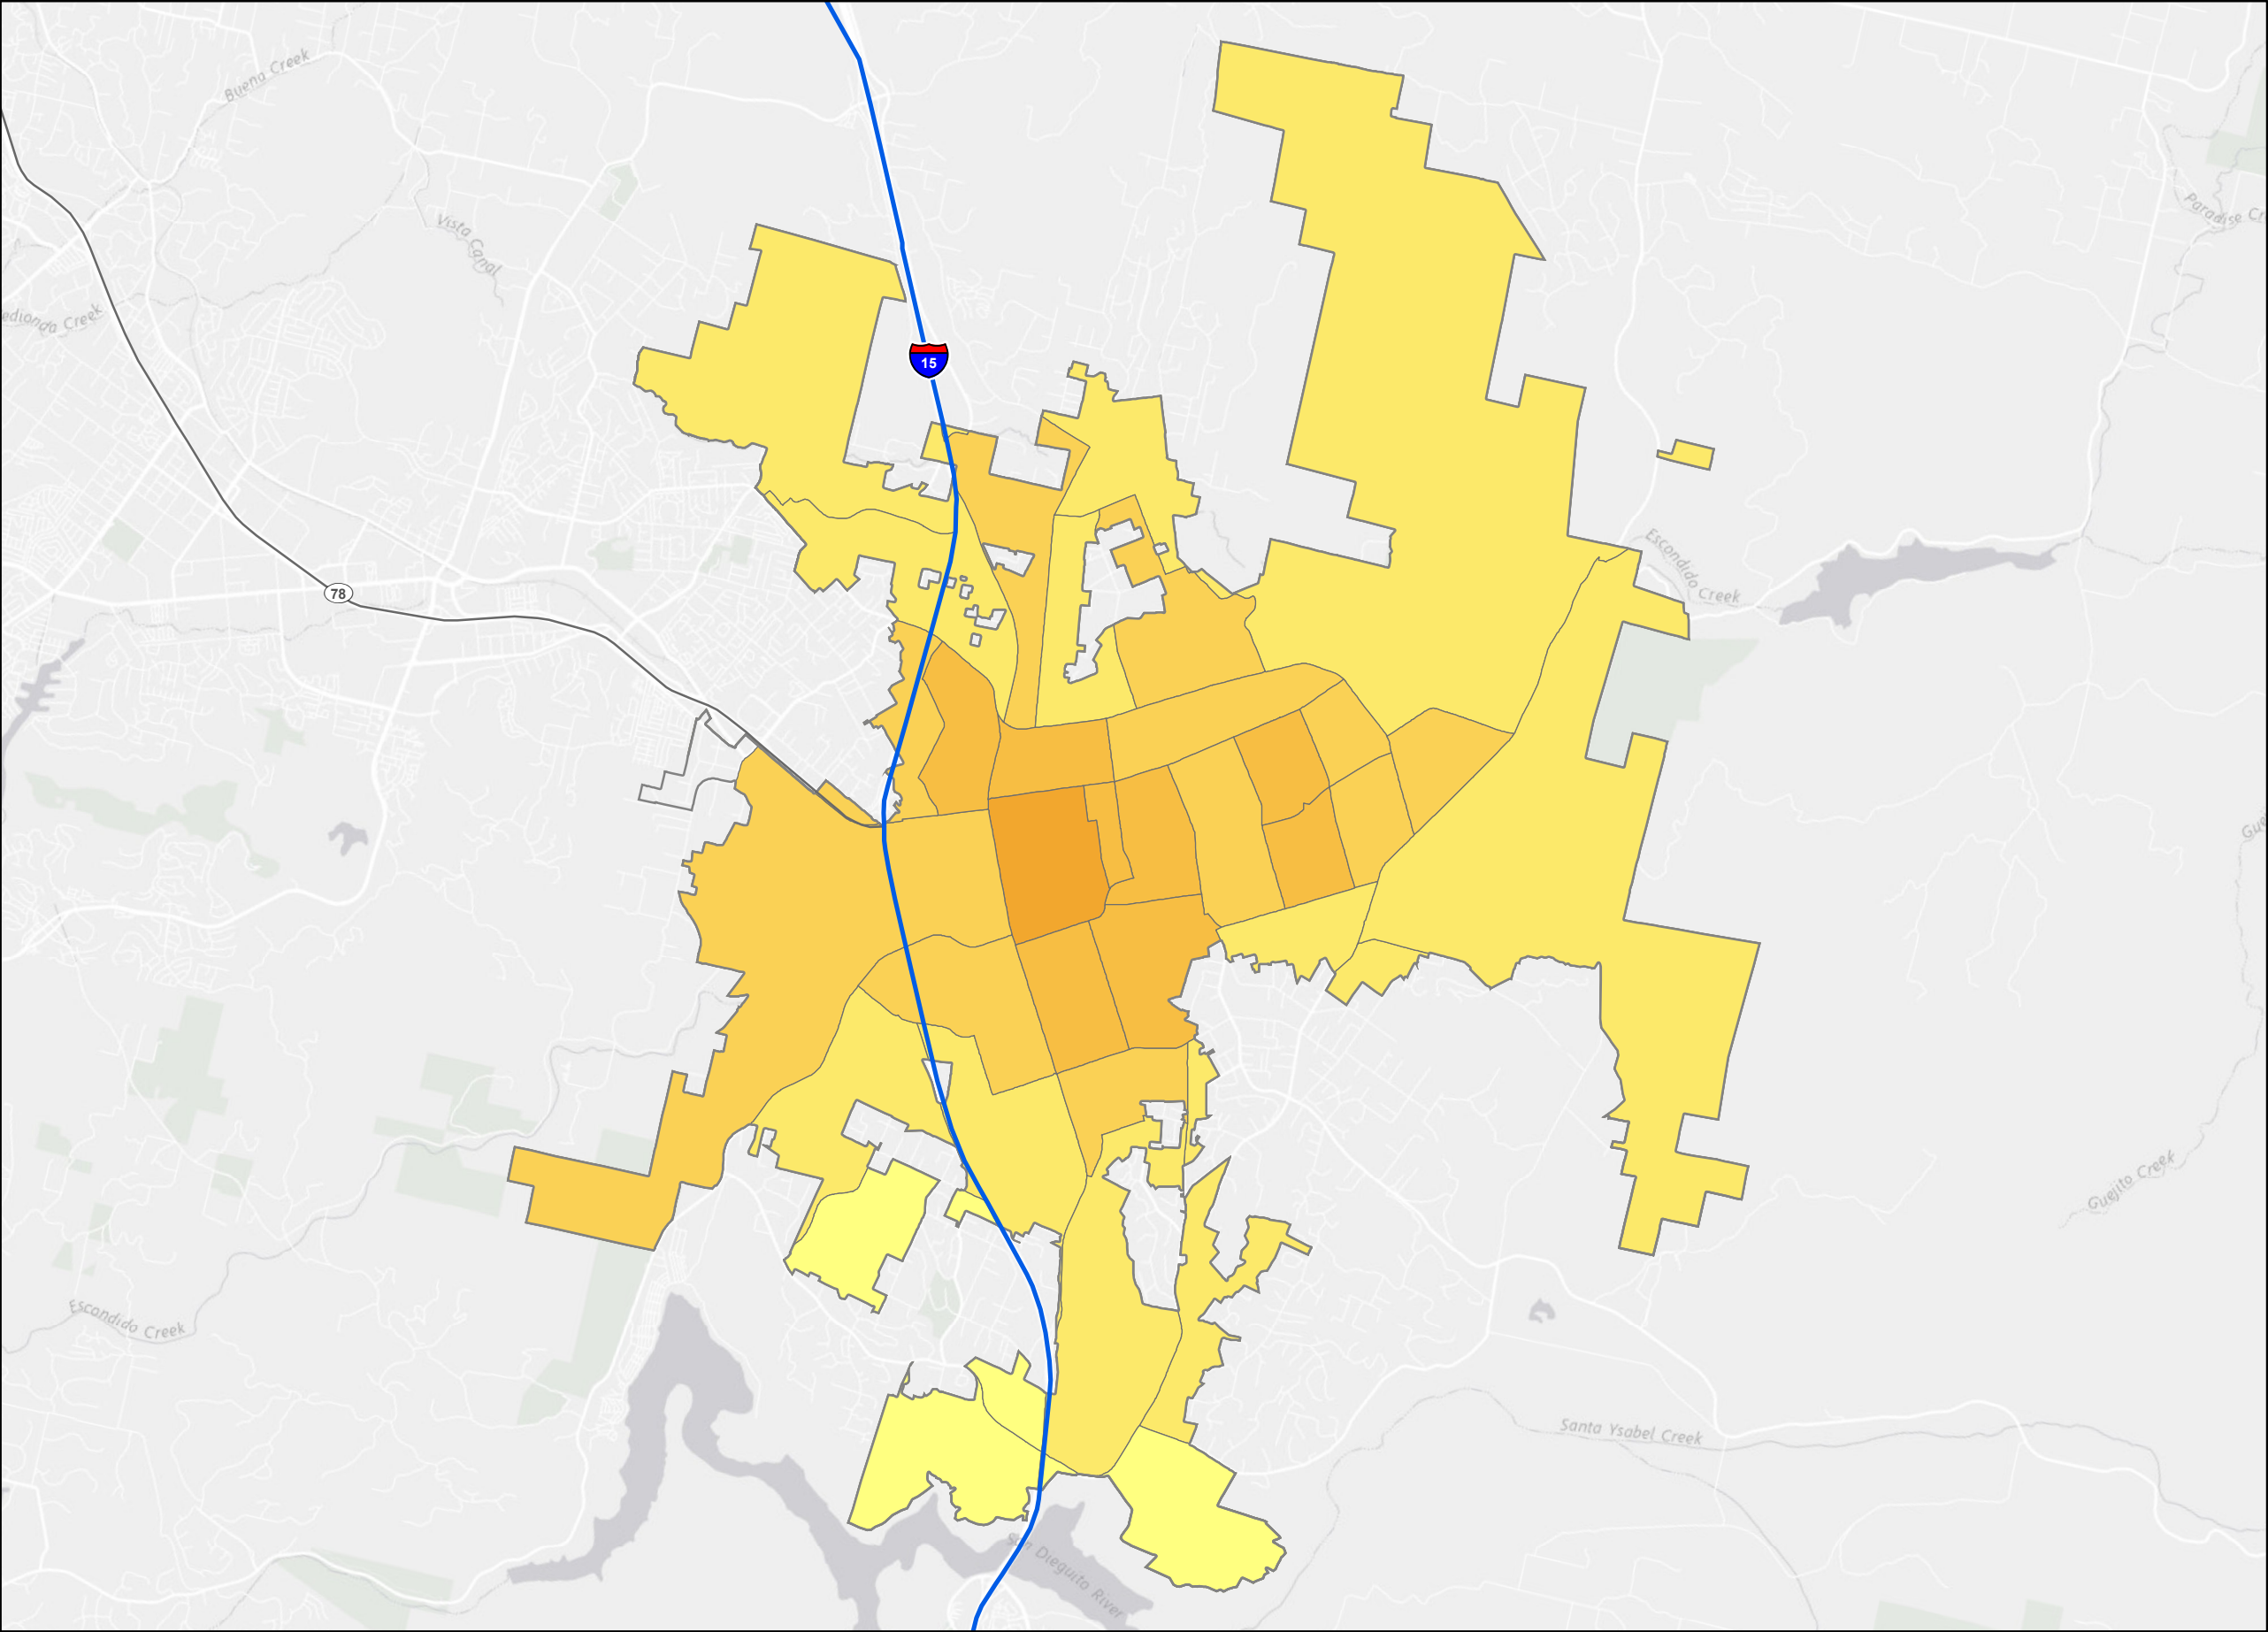 Buena Creek
Vista Canal
Paradise Cr
edionda Creek
15
Escondido Creek
78
Gue
Guejito Creek
Escondido Creek
Santa Ysabel Creek
San Dieguito River